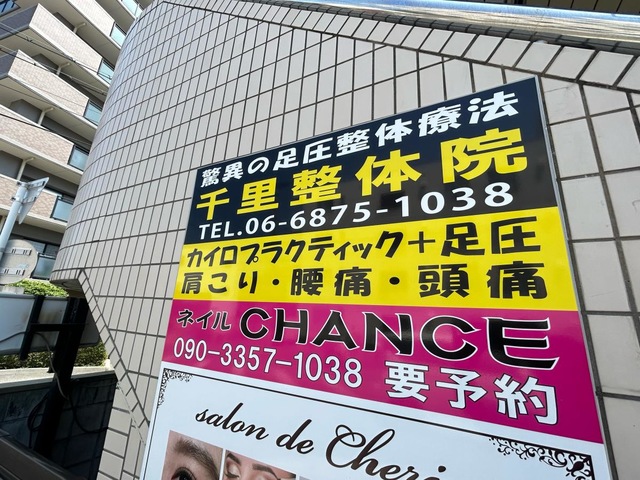 驚異の足圧整体療法
千里整体院
TEL.06-6875-1038
カイロプラクティック+足圧
肩こり・腰痛・頭痛
ネイル CHANCE
090-3357-1038 要予約
salon de